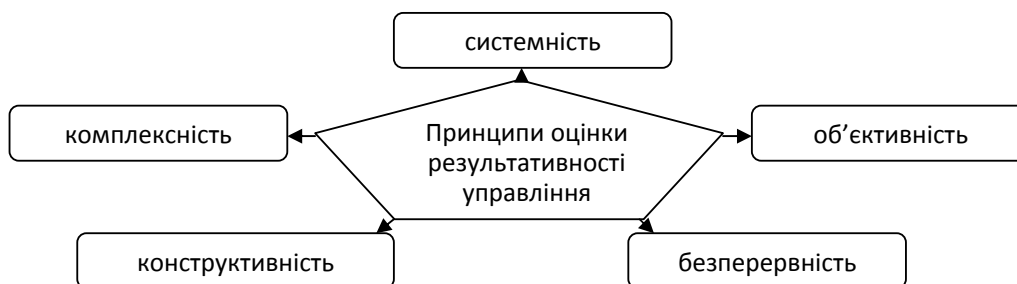 системність
комплексність
Принципи оцінки
результативності
управління
об’єктивність
конструктивність
безперервність